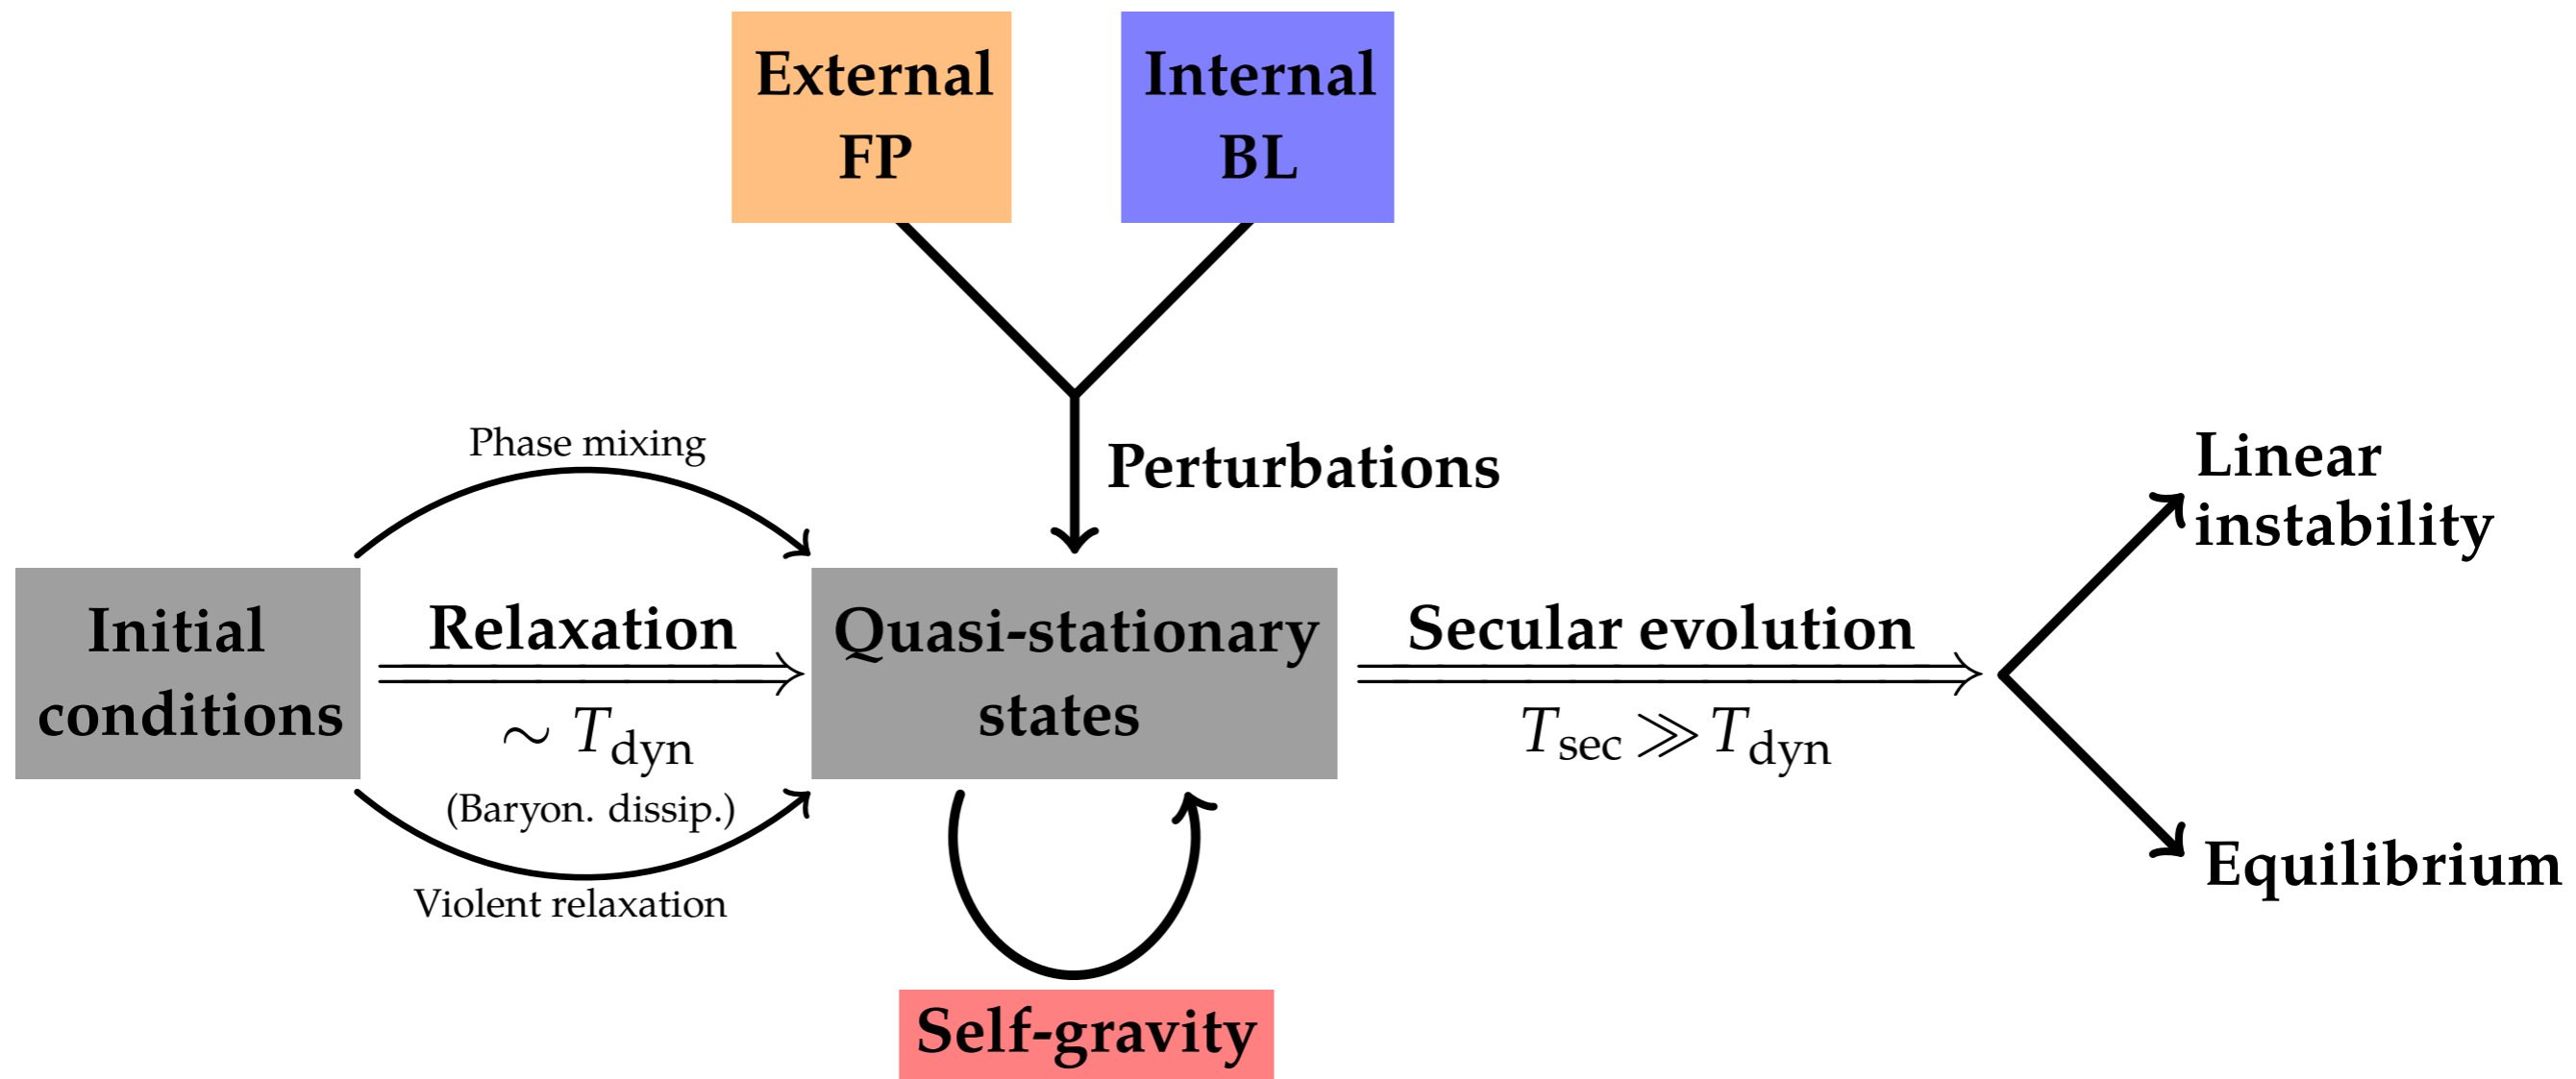 External
FP
Internal
BL
Perturbations
Phase mixing
Initial
conditions
Relaxation
∼ T_dyn
(Baryon. dissip.)
Violent relaxation
Quasi-stationary
states
Self-gravity
Secular evolution
T_sec ≫ T_dyn
Linear
instability
Equilibrium